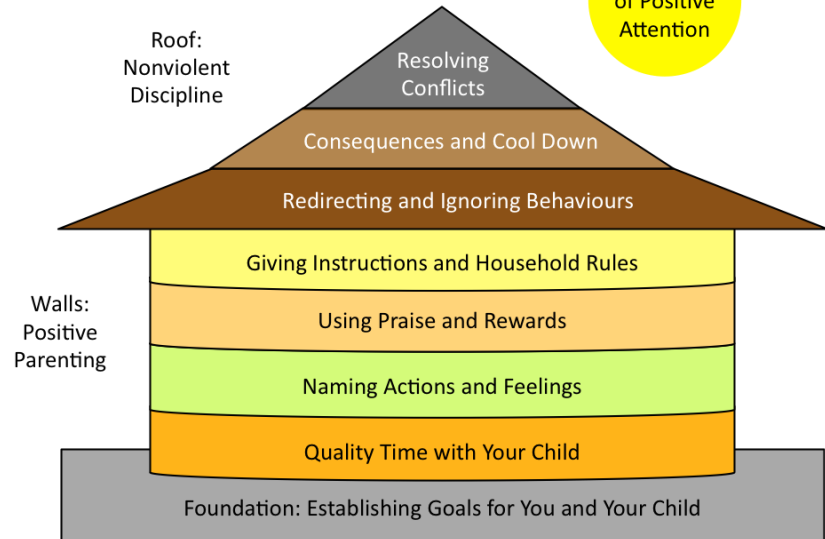 of Positive
Attention
Roof:
Nonviolent
Discipline
Resolving
Conflicts
Consequences and Cool Down
Redirecting and Ignoring Behaviours
Giving Instructions and Household Rules
Walls:
Positive
Parenting
Using Praise and Rewards
Naming Actions and Feelings
Quality Time with Your Child
Foundation: Establishing Goals for You and Your Child